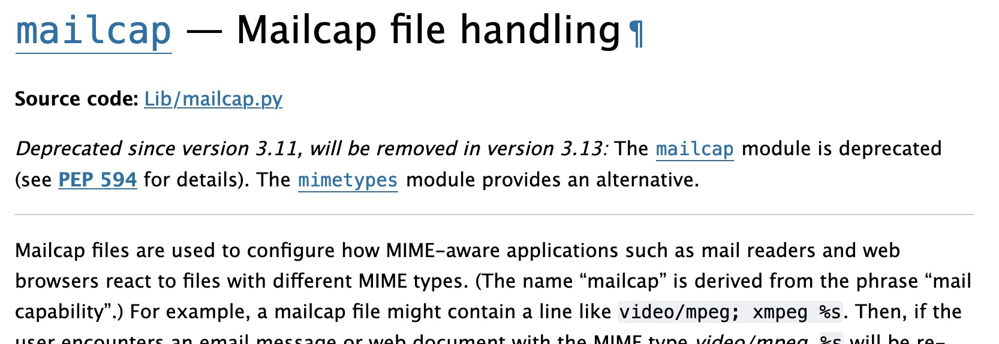 mailcap — Mailcap file handling¶
Source code: Lib/mailcap.py
Deprecated since version 3.11, will be removed in version 3.13: The mailcap module is deprecated
(see PEP 594 for details). The mimetypes module provides an alternative.
Mailcap files are used to configure how MIME-aware applications such as mail readers and web
browsers react to files with different MIME types. (The name “mailcap” is derived from the phrase “mail
capability”.) For example, a mailcap file might contain a line like video/mpeg; xmpeg %s. Then, if the
user encounters an email message or web document with the MIME type video/mpeg, %s will be re-